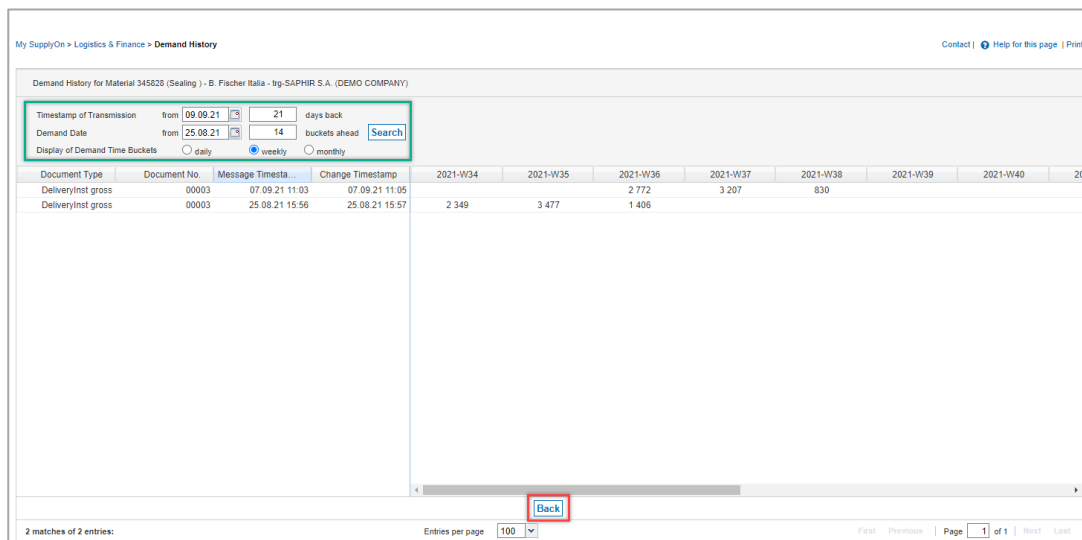 My SupplyOn > Logistics & Finance > Demand History Contact | ? Help for this page | Print
Demand History for Material 345828 (Sealing ) - B. Fischer Italia - trg-SAPHIR S.A. (DEMO COMPANY)
Timestamp of Transmission from 09.09.21 21 days back
Demand Date from 25.08.21 14 buckets ahead Search
Display of Demand Time Buckets daily weekly monthly
Document Type Document No. Message Timesta... Change Timestamp 2021-W34 2021-W35 2021-W36 2021-W37 2021-W38 2021-W39 2021-W40 20
DeliveryInst gross 00003 07.09.21 11:03 07.09.21 11:05 2 772 3 207 830
DeliveryInst gross 00003 25.08.21 15:56 25.08.21 15:57 2 349 3 477 1 406
Back
2 matches of 2 entries: Entries per page 100 First Previous | Page 1 of 1 | Next Last